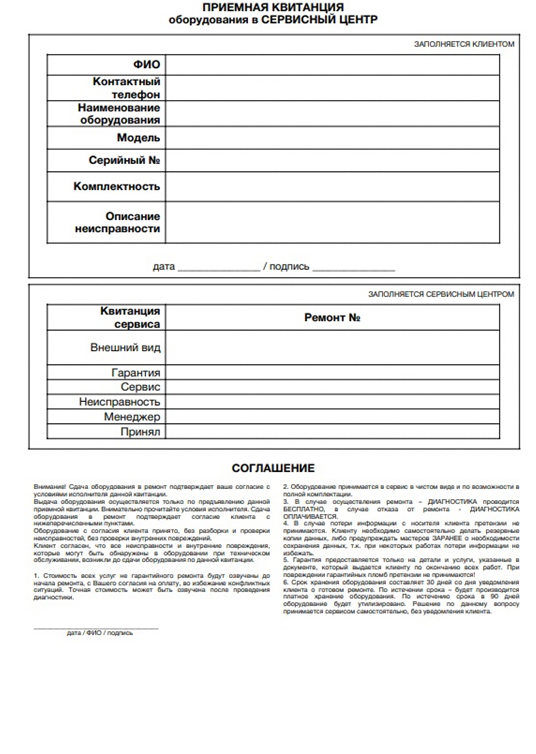 ПРИЕМНАЯ КВИТАНЦИЯ
оборудования в СЕРВИСНЫЙ ЦЕНТР
ЗАПОЛНЯЕТСЯ КЛИЕНТОМ
ФИО
Контактный
телефон
Наименование
оборудования
Модель
Серийный №
Комплектность
Описание
неисправности
дата _______________ / подпись _______________
ЗАПОЛНЯЕТСЯ СЕРВИСНЫМ ЦЕНТРОМ
Квитанция
сервиса
Ремонт №
Внешний вид
Гарантия
Сервис
Неисправность
Менеджер
Принял
СОГЛАШЕНИЕ
Внимание! Сдача оборудования в ремонт подтверждает ваше согласие с
условиями исполнителя данной квитанции.
Выдача оборудования осуществляется только по предъявлению данной
приемной квитанции. Внимательно прочитайте условия исполнителя. Сдача
оборудования в ремонт подтверждает согласие клиента с
нижеперечисленными пунктами.
Оборудование с согласия клиента принято, без разборки и проверки
неисправностей, без проверки внутренних повреждений.
Клиент согласен, что все неисправности и внутренние повреждения,
которые могут быть обнаружены в оборудовании при техническом
обслуживании, возникли до сдачи оборудования по данной квитанции.
1. Стоимость всех услуг не гарантийного ремонта будут озвучены до
начала ремонта, с Вашего согласия на оплату, во избежание конфликтных
ситуаций. Точная стоимость может быть озвучена после проведения
диагностики.
дата / ФИО / подпись
2. Оборудование принимается в сервис в чистом виде и по возможности в
полной комплектации.
3. В случае осуществления ремонта – ДИАГНОСТИКА проводится
БЕСПЛАТНО, в случае отказа от ремонта - ДИАГНОСТИКА
ОПЛАЧИВАЕТСЯ.
4. В случае потери информации с носителя клиента претензии не
принимаются. Клиенту необходимо самостоятельно делать резервные
копии данных, либо предупреждать мастеров ЗАРАНЕЕ о необходимости
сохранения данных, т.к. при некоторых работах потери информации не
избежать.
5. Гарантия предоставляется только на детали и услуги, указанные в
документе, который выдается клиенту по окончанию всех работ. При
повреждении гарантийных пломб претензии не принимаются!
6. Срок хранения оборудования составляет 30 дней со дня уведомления
клиента о готовом ремонте. По истечении срока – будет производится
платное хранение оборудования. По истечению срока в 90 дней
оборудование будет утилизировано. Решение по данному вопросу
принимается сервисом самостоятельно, без уведомления клиента.